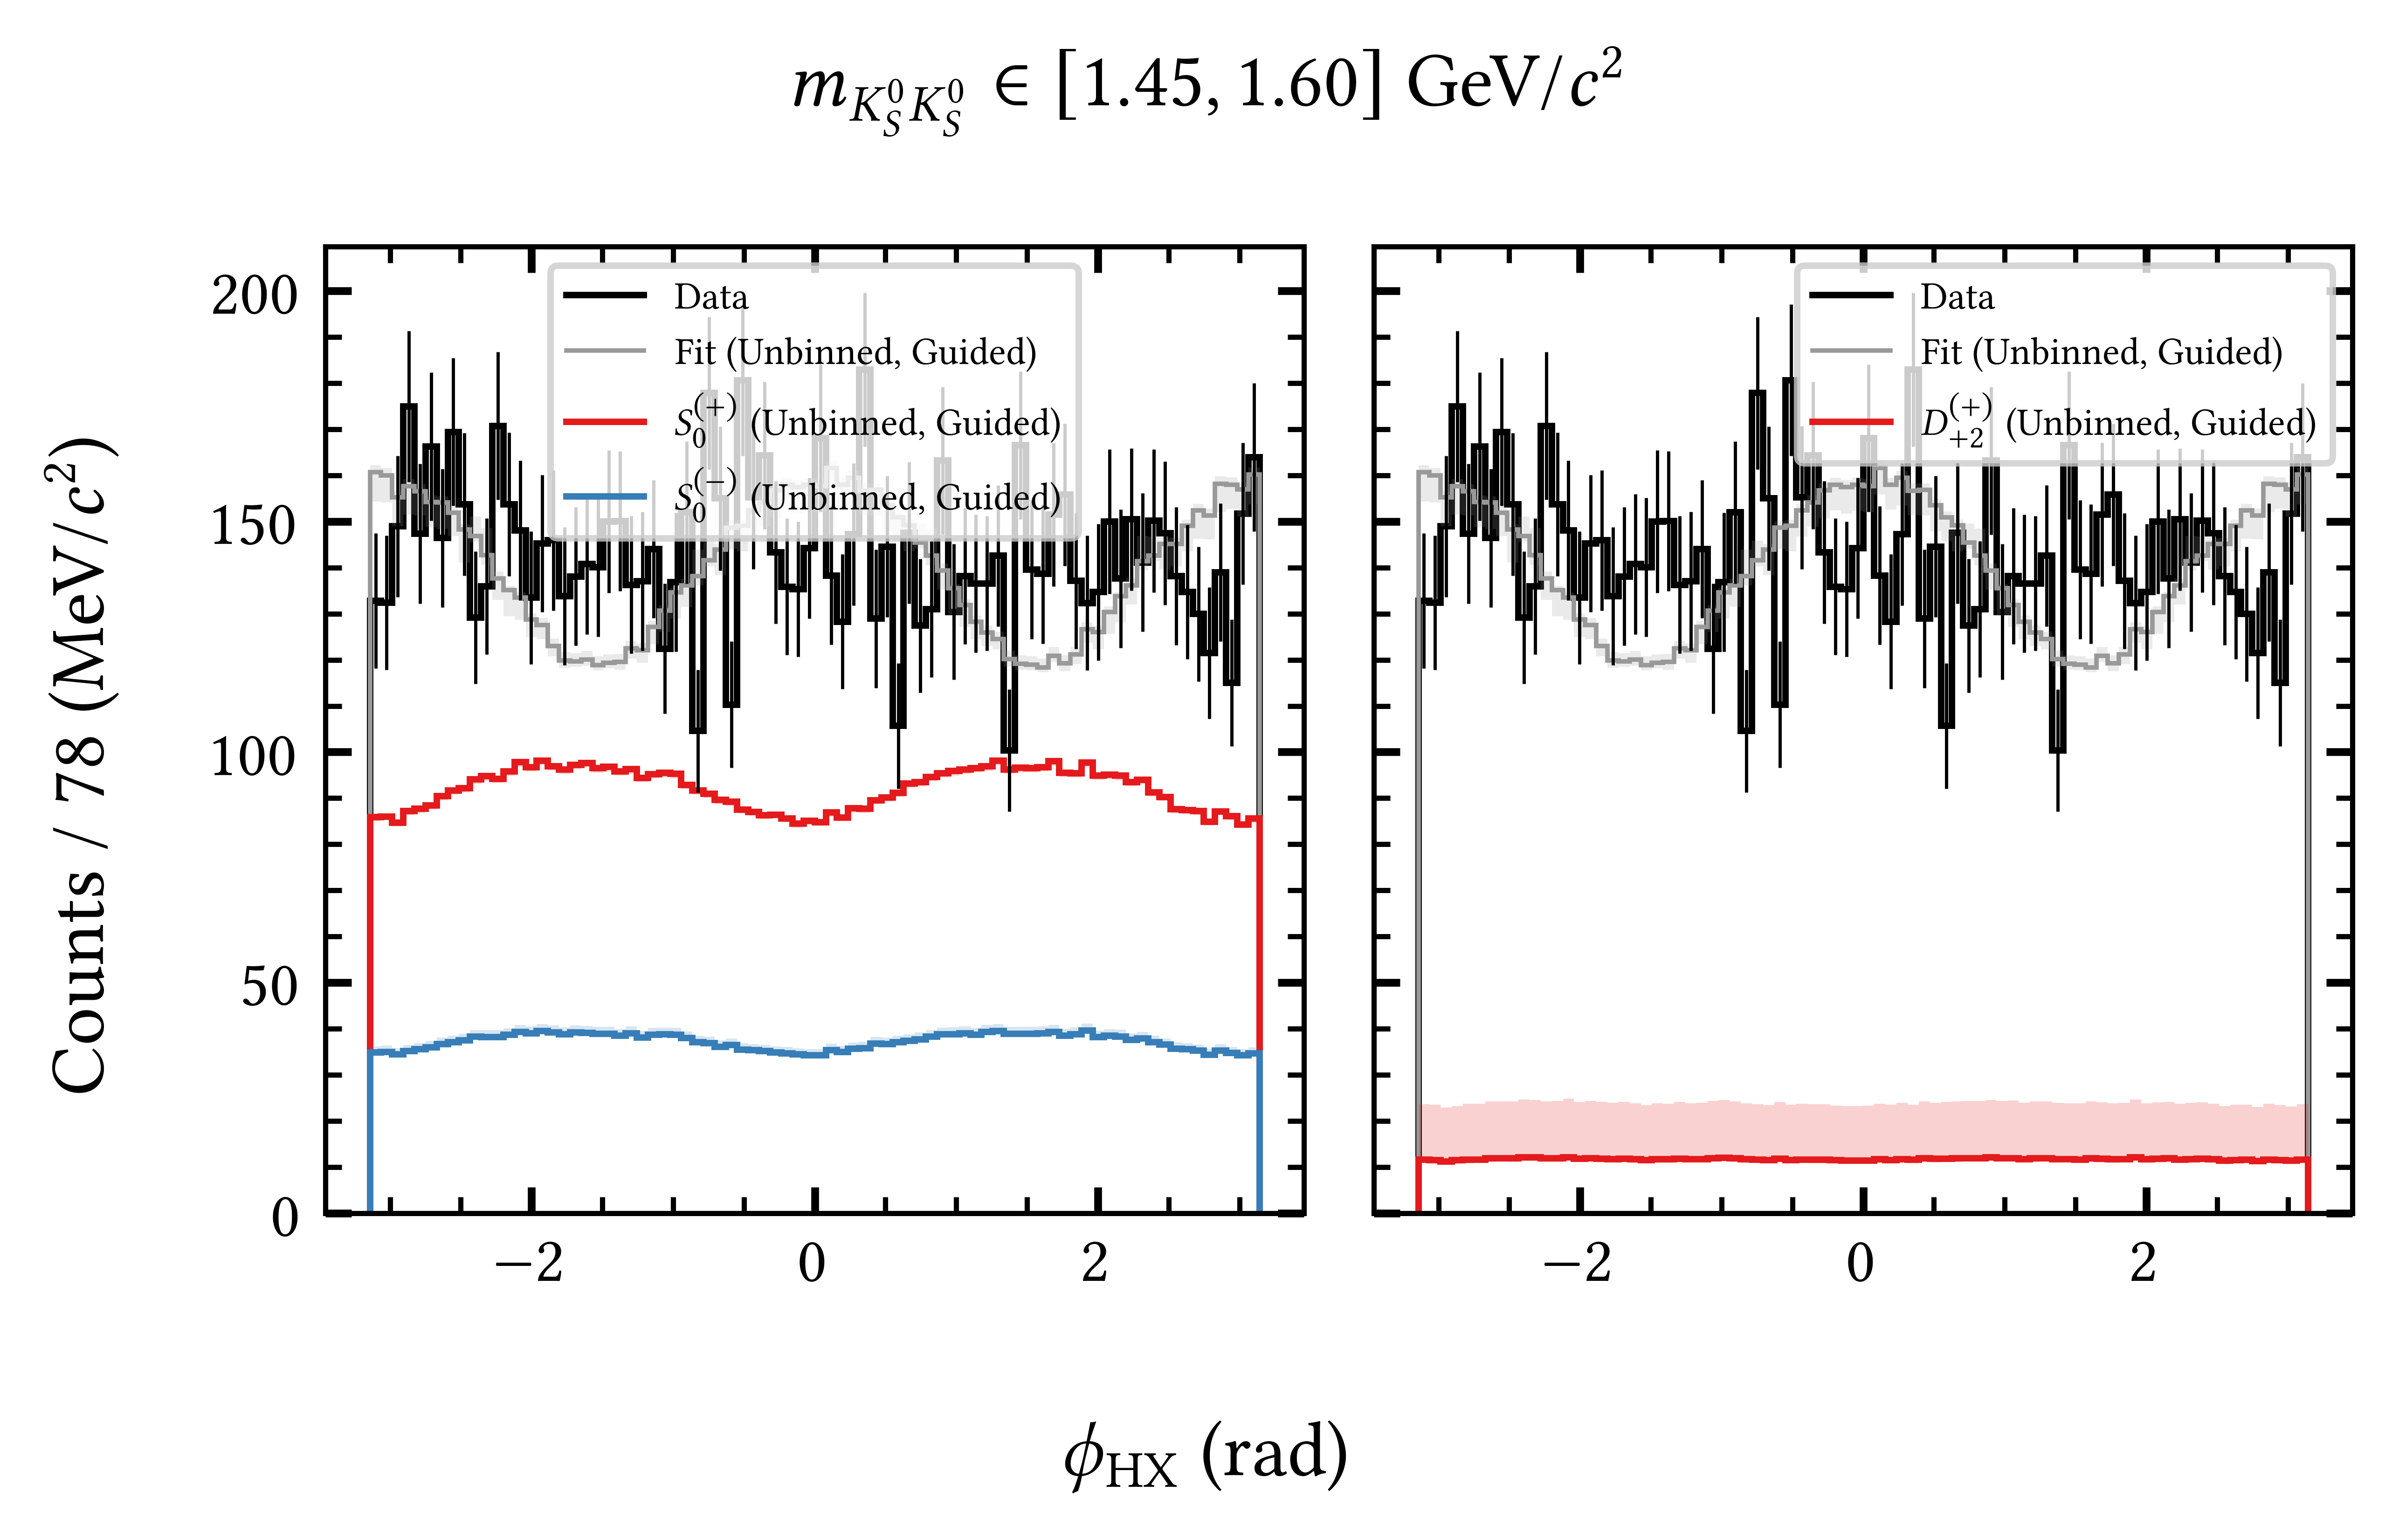 m_{K_S^0 K_S^0} ∈ [1.45, 1.60] GeV/c²
Counts / 78 (MeV/c²)
200
150
100
50
0
Data
Fit (Unbinned, Guided)
S_0^{(+)} (Unbinned, Guided)
S_0^{(−)} (Unbinned, Guided)
Data
Fit (Unbinned, Guided)
D_{+2}^{(+)} (Unbinned, Guided)
−2 0 2
−2 0 2
ϕ_{HX} (rad)